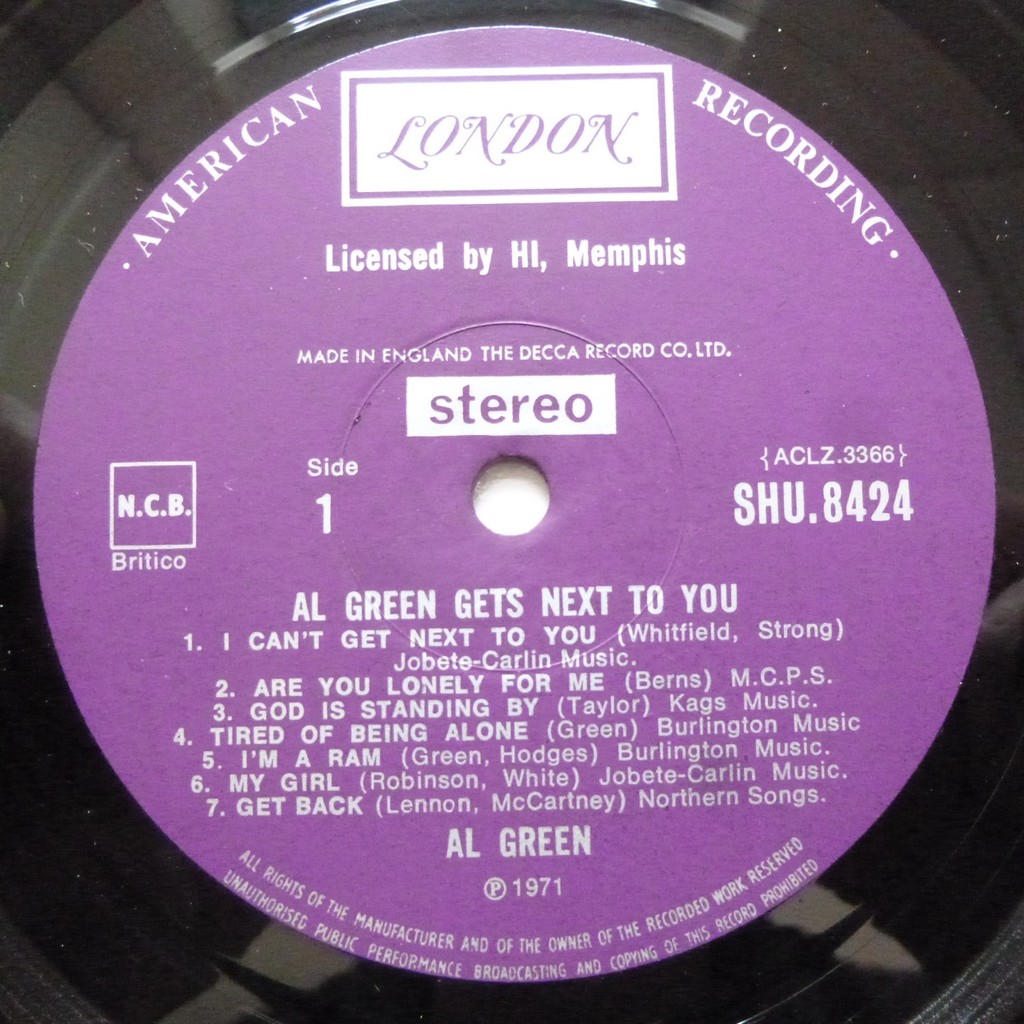 · AMERICAN RECORDING ·
LONDON
Licensed by HI, Memphis
MADE IN ENGLAND THE DECCA RECORD CO. LTD.
stereo
{ACLZ.3366}
SHU.8424
Side
1
N.C.B.
Britico
AL GREEN GETS NEXT TO YOU
1. I CAN'T GET NEXT TO YOU (Whitfield, Strong)
Jobete-Carlin Music.
2. ARE YOU LONELY FOR ME (Berns) M.C.P.S.
3. GOD IS STANDING BY (Taylor) Kags Music.
4. TIRED OF BEING ALONE (Green) Burlington Music
5. I'M A RAM (Green, Hodges) Burlington Music.
6. MY GIRL (Robinson, White) Jobete-Carlin Music.
7. GET BACK (Lennon, McCartney) Northern Songs.
AL GREEN
℗ 1971
ALL RIGHTS OF THE MANUFACTURER AND OF THE OWNER OF THE RECORDED WORK RESERVED
UNAUTHORISED PUBLIC PERFORMANCE BROADCASTING AND COPYING OF THIS RECORD PROHIBITED